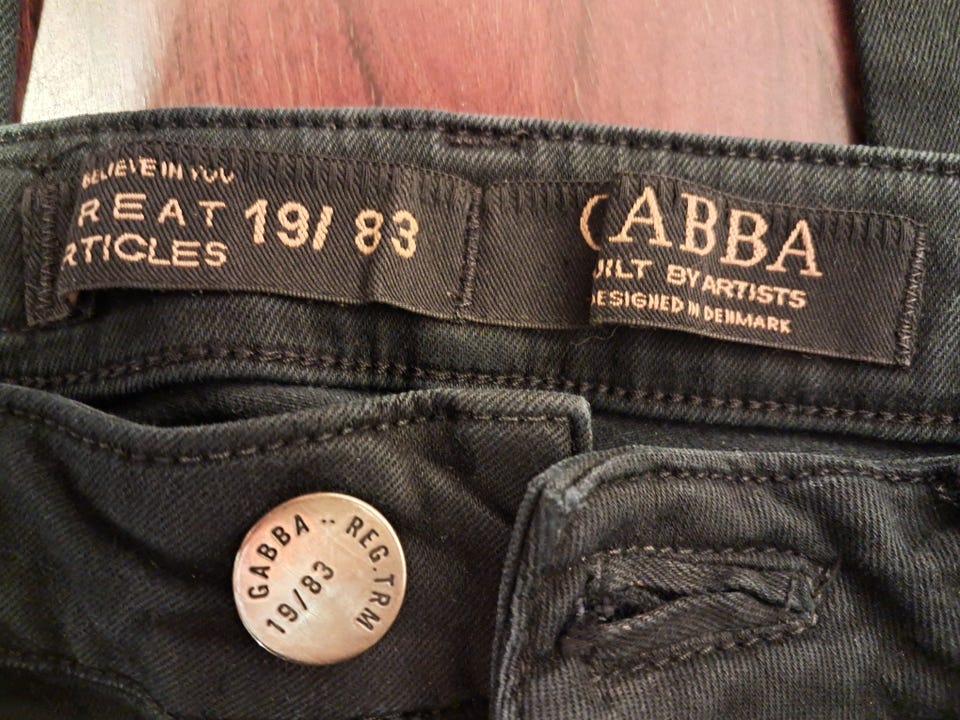 BELIEVE IN YOU
REAT
RTICLES
19/ 83
GABBA
UILT BY ARTISTS
DESIGNED IN DENMARK
GABBA .. REG.TRM
19/83